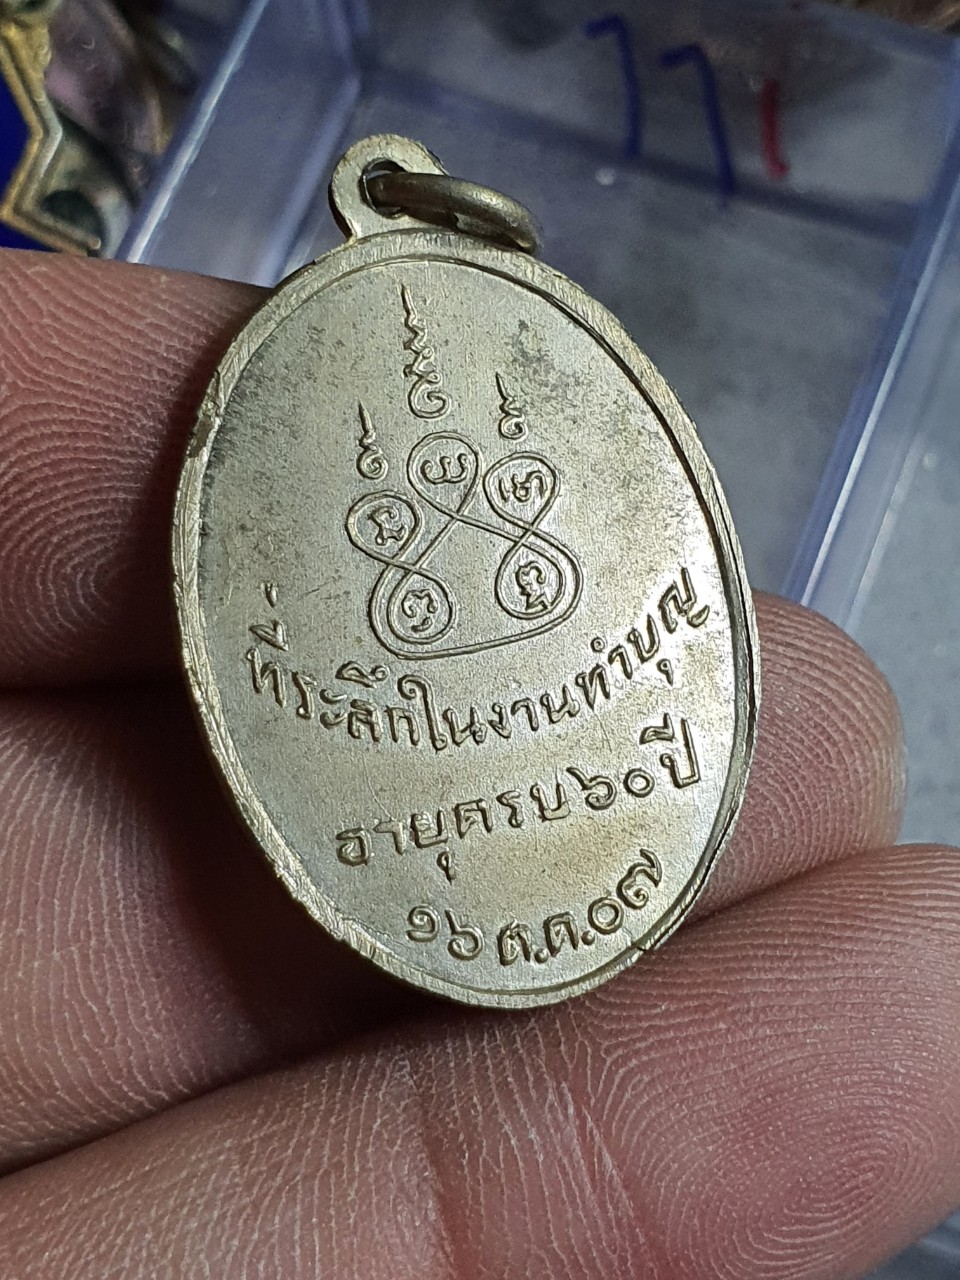 ที่ระลึกในงานทำบุญ
อายุครบ๖๐ปี
๑๖ ต.ค.๐๗